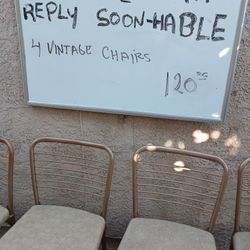 REPLY SOON-HABLE
4 VINTAGE CHAIRS
120